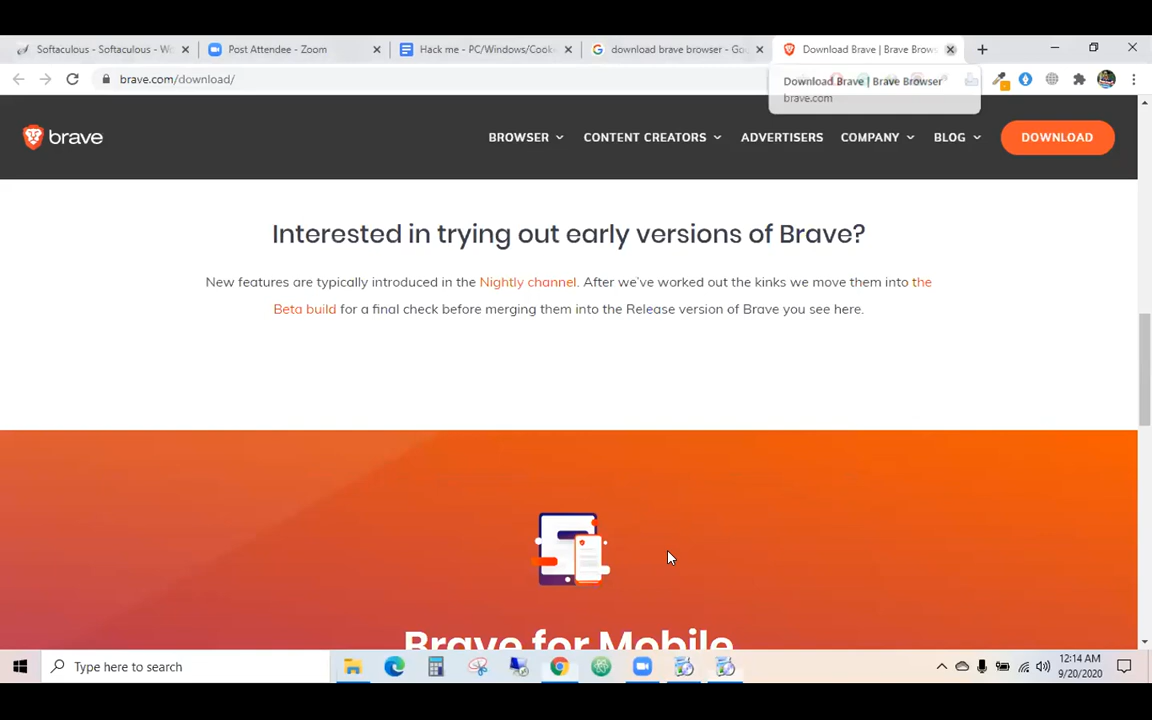 Softaculous - Softaculous - Wo
Post Attendee - Zoom
Hack me - PC/Windows/Cook
download brave browser - Goo
Download Brave | Brave Brows
brave.com/download/
Download Brave | Brave Browser
brave.com
brave
BROWSER
CONTENT CREATORS
ADVERTISERS
COMPANY
BLOG
DOWNLOAD
Interested in trying out early versions of Brave?
New features are typically introduced in the Nightly channel. After we've worked out the kinks we move them into the
Beta build for a final check before merging them into the Release version of Brave you see here.
Brave for Mobile
Type here to search
12:14 AM
9/20/2020